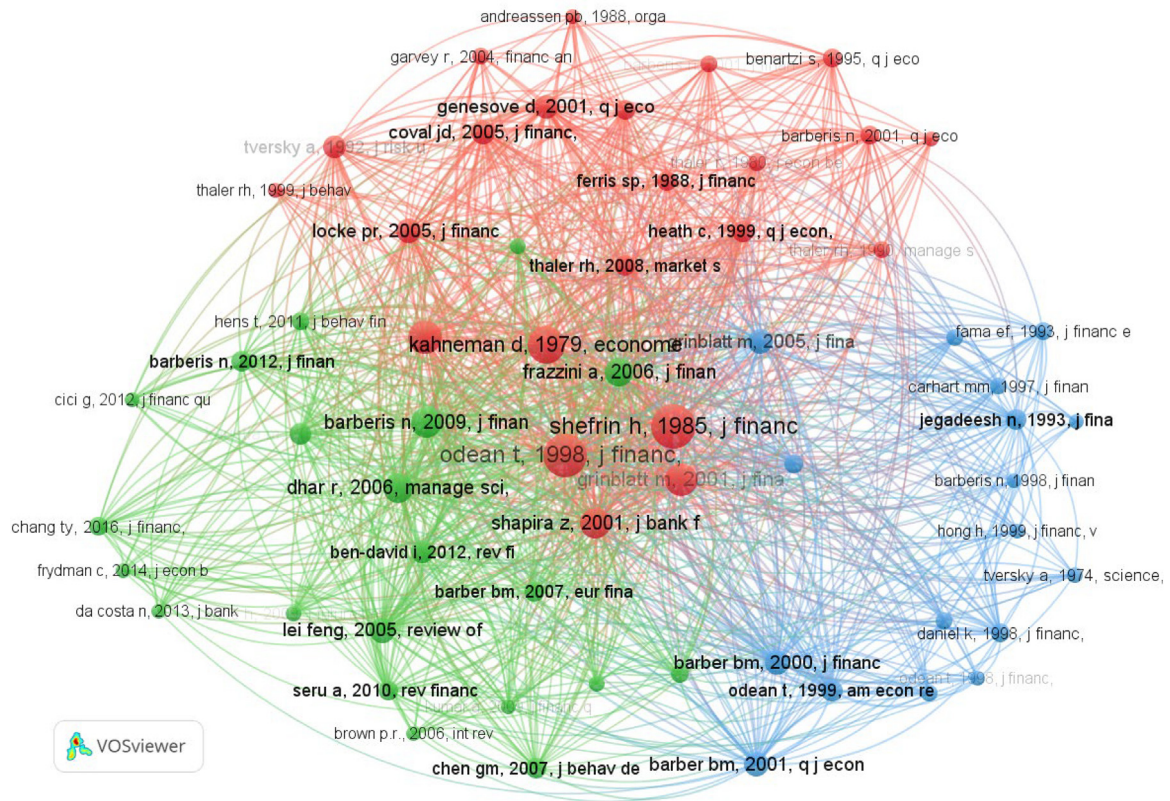 andreassen pb, 1988, orga
garvey r, 2004, financ an
benartzi s, 1995, q j eco
genesove d, 2001, q j eco
coval jd, 2005, j financ,
barberis n, 2001, q j eco
tversky a, 1992, j risk u
ferris sp, 1988, j financ
thaler rh, 1999, j behav
locke pr, 2005, j financ
heath c, 1999, q j econ,
thaler rh, 1990, manage s
thaler rh, 2008, market s
hens t, 2011, j behav fin
fama ef, 1993, j financ e
kahneman d, 1979, econome
grinblatt m, 2005, j fina
barberis n, 2012, j finan
frazzini a, 2006, j finan
carhart mm, 1997, j finan
cici g, 2012, j financ qu
barberis n, 2009, j finan
shefrin h, 1985, j financ
jegadeesh n, 1993, j fina
odean t, 1998, j financ,
grinblatt m, 2001, j fina
barberis n, 1998, j finan
dhar r, 2006, manage sci,
chang ty, 2016, j financ,
shapira z, 2001, j bank f
hong h, 1999, j financ, v
ben-david i, 2012, rev fi
frydman c, 2014, j econ b
tversky a, 1974, science,
barber bm, 2007, eur fina
da costa n, 2013, j bank
lei feng, 2005, review of
daniel k, 1998, j financ,
barber bm, 2000, j financ
odean t, 1998, j financ,
seru a, 2010, rev financ
odean t, 1999, am econ re
brown p.r., 2006, int rev
chen gm, 2007, j behav de
barber bm, 2001, q j econ
VOSviewer